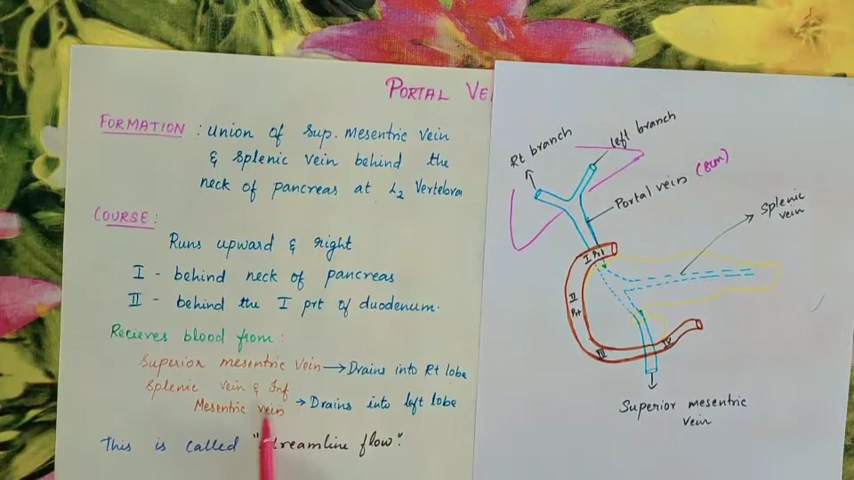 PORTAL VE
FORMATION : Union of Sup. mesentric vein
& splenic vein behind the
neck of pancreas at L2 Vertebra
COURSE:
Runs upward & right
I - behind neck of pancreas
II - behind the I prt of duodenum.
Recieves blood from:
Superior mesentric vein → Drains into Rt lobe
Splenic vein & Inf
Mesentric vein → Drains into left lobe
This is called "Streamline flow".
Rt branch
left branch
Portal vein (8cm)
Splenic
vein
I Prt
II
Prt
III
IV
Superior mesentric
vein